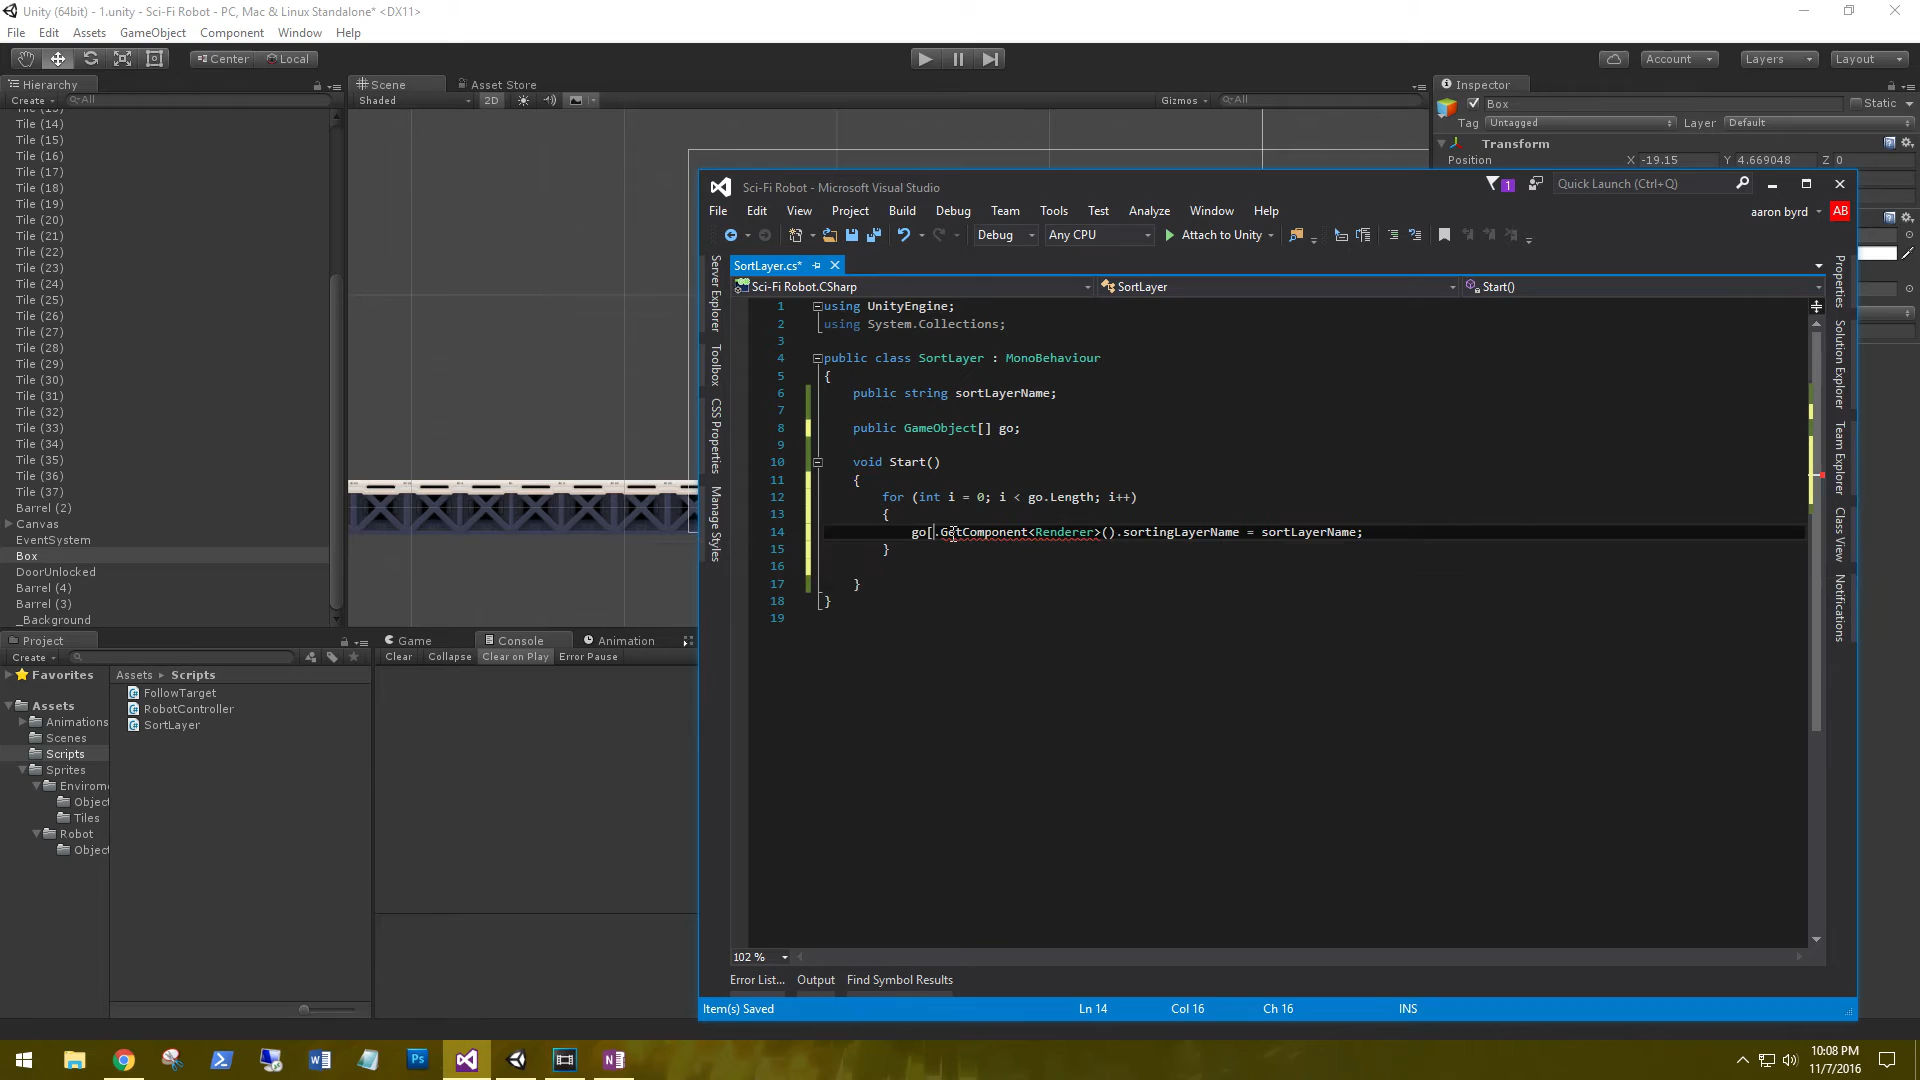 Unity (64bit) - 1.unity - Sci-Fi Robot - PC, Mac & Linux Standalone* <DX11>
File Edit Assets GameObject Component Window Help
Center Local Account Layers Layout
Hierarchy Scene Asset Store Inspector
Create All Shaded 2D Gizmos All Box Static
Tag Untagged Layer Default
Tile (14)
Tile (15)
Tile (16)
Tile (17)
Tile (18)
Tile (19)
Tile (20)
Tile (21)
Tile (22)
Tile (23)
Tile (24)
Tile (25)
Tile (26)
Tile (27)
Tile (28)
Tile (29)
Tile (30)
Tile (31)
Tile (32)
Tile (33)
Tile (34)
Tile (35)
Tile (36)
Tile (37)
Barrel (2)
Canvas
EventSystem
Box
DoorUnlocked
Barrel (4)
Barrel (3)
_Background
Transform
Position X -19.15 Y 4.669048 Z 0
Sci-Fi Robot - Microsoft Visual Studio 1 Quick Launch (Ctrl+Q)
File Edit View Project Build Debug Team Tools Test Analyze Window Help aaron byrd AB
Debug Any CPU Attach to Unity
SortLayer.cs*
Sci-Fi Robot.CSharp SortLayer Start()
Server Explorer
Toolbox
CSS Properties
Manage Styles
1 using UnityEngine;
2 using System.Collections;
3
4 public class SortLayer : MonoBehaviour
5 {
6 public string sortLayerName;
7
8 public GameObject[] go;
9
10 void Start()
11 {
12 for (int i = 0; i < go.Length; i++)
13 {
14 go[.GetComponent<Renderer>().sortingLayerName = sortLayerName;
15 }
16
17 }
18 }
19
Properties
Solution Explorer
Team Explorer
Class View
Notifications
102 %
Error List... Output Find Symbol Results
Item(s) Saved Ln 14 Col 16 Ch 16 INS
Project
Create
Favorites
Assets
Animations
Scenes
Scripts
Sprites
Envirome
Object
Tiles
Robot
Object
Assets Scripts
FollowTarget
RobotController
SortLayer
Game Console Animation
Clear Collapse Clear on Play Error Pause
10:08 PM
11/7/2016